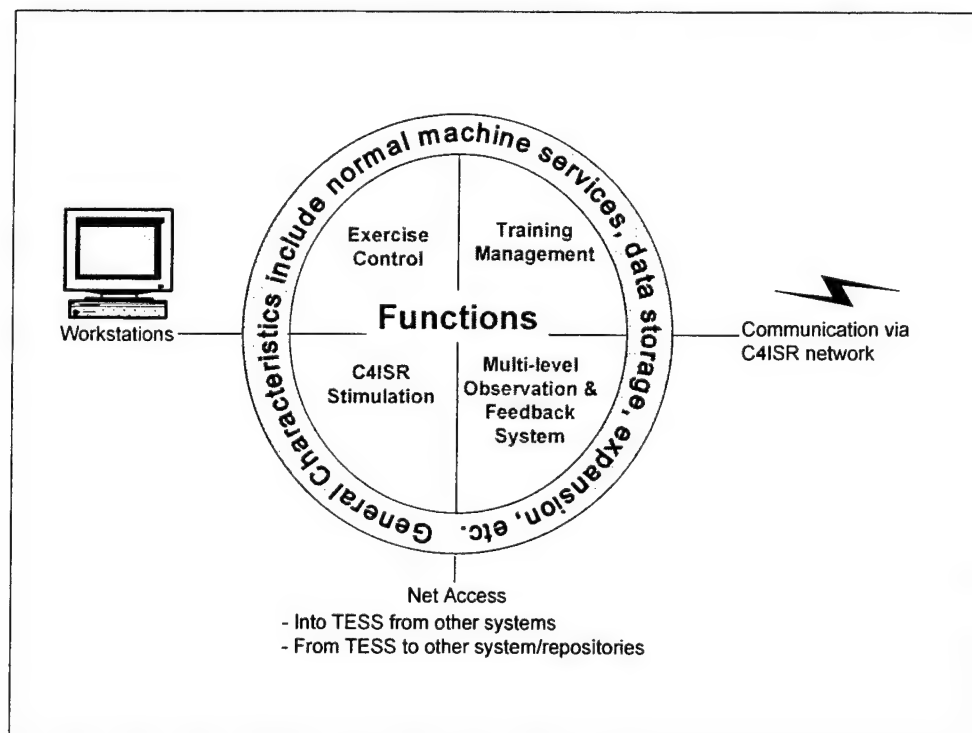 General Characteristics include normal machine services, data storage, expansion, etc.
Exercise
Control
Training
Management
Functions
C4ISR
Stimulation
Multi-level
Observation &
Feedback
System
Workstations
Communication via
C4ISR network
Net Access
- Into TESS from other systems
- From TESS to other system/repositories